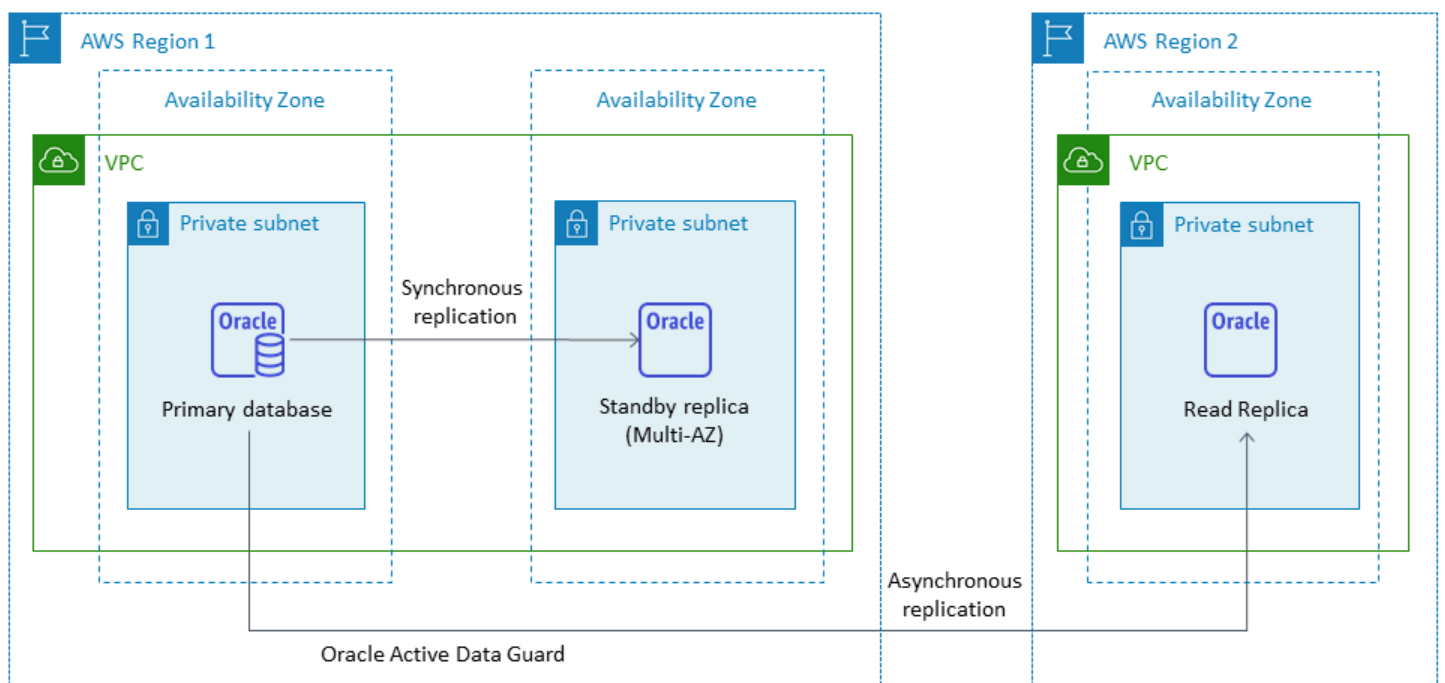 AWS Region 1
AWS Region 2
Availability Zone
Availability Zone
Availability Zone
VPC
VPC
Private subnet
Private subnet
Private subnet
Synchronous
replication
Oracle
Oracle
Oracle
Primary database
Standby replica
(Multi-AZ)
Read Replica
Asynchronous
replication
Oracle Active Data Guard